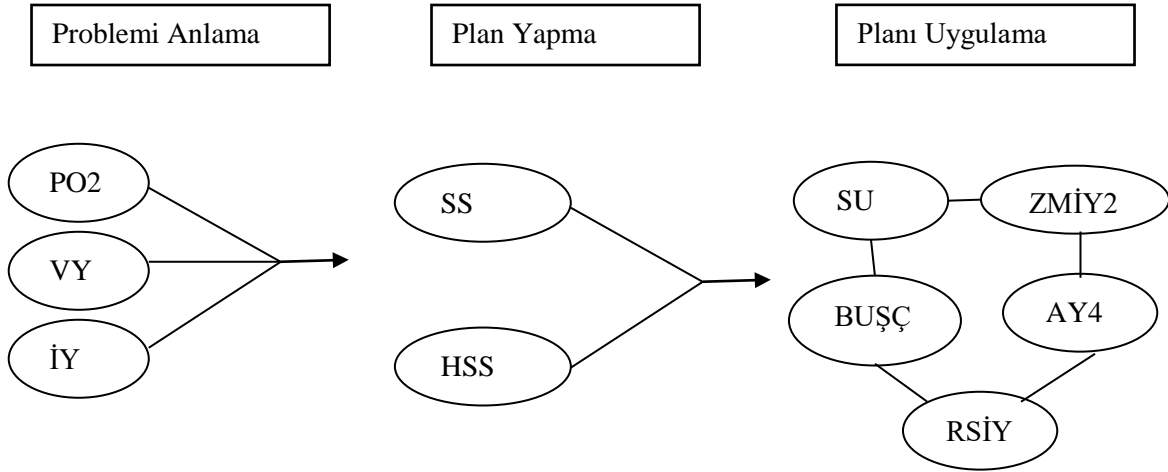 Problemi Anlama
Plan Yapma
Planı Uygulama
PO2
VY
İY
SS
HSS
SU
ZMİY2
BUŞÇ
AY4
RSİY